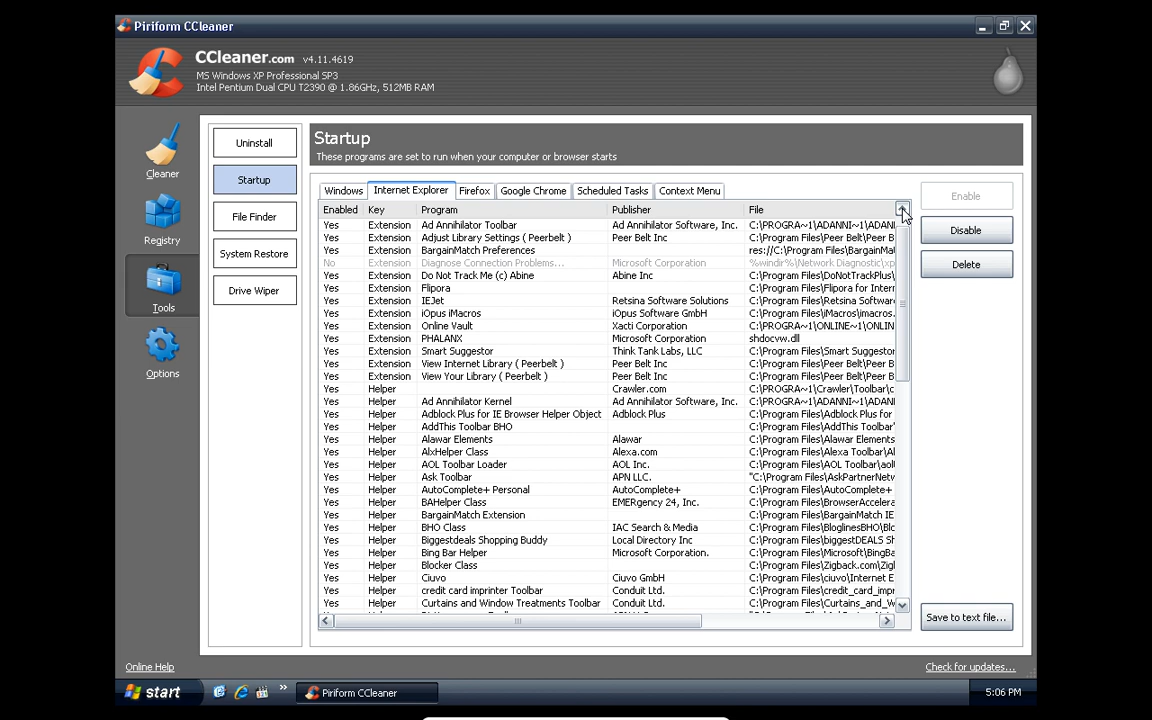 Piriform CCleaner
CCleaner.com v4.11.4619
MS Windows XP Professional SP3
Intel Pentium Dual CPU T2390 @ 1.86GHz, 512MB RAM
Cleaner
Registry
Tools
Options
Uninstall
Startup
File Finder
System Restore
Drive Wiper
Startup
These programs are set to run when your computer or browser starts
Windows Internet Explorer Firefox Google Chrome Scheduled Tasks Context Menu
Enabled Key Program Publisher File
Yes Extension Ad Annihilator Toolbar Ad Annihilator Software, Inc. C:\PROGRA~1\ADANNI~1\ADANI
Yes Extension Adjust Library Settings ( Peerbelt ) Peer Belt Inc C:\Program Files\Peer Belt\Peer B
Yes Extension BargainMatch Preferences res://C:\Program Files\BargainMat
No Extension Diagnose Connection Problems... Microsoft Corporation %windir%\Network Diagnostic\xp
Yes Extension Do Not Track Me (c) Abine Abine Inc C:\Program Files\DoNotTrackPlus\
Yes Extension Flipora C:\Program Files\Flipora for Inter
Yes Extension IEJet Retsina Software Solutions C:\Program Files\Retsina Softwar
Yes Extension iOpus iMacros iOpus Software GmbH C:\Program Files\iMacros\imacros.
Yes Extension Online Vault Xacti Corporation C:\PROGRA~1\ONLINE~1\ONLIN
Yes Extension PHALANX Microsoft Corporation shdocvw.dll
Yes Extension Smart Suggestor Think Tank Labs, LLC C:\Program Files\Smart Suggestor
Yes Extension View Internet Library ( Peerbelt ) Peer Belt Inc C:\Program Files\Peer Belt\Peer B
Yes Extension View Your Library ( Peerbelt ) Peer Belt Inc C:\Program Files\Peer Belt\Peer B
Yes Helper Crawler.com C:\PROGRA~1\Crawler\Toolbar\c
Yes Helper Ad Annihilator Kernel Ad Annihilator Software, Inc. C:\PROGRA~1\ADANNI~1\ADANI
Yes Helper Adblock Plus for IE Browser Helper Object Adblock Plus C:\Program Files\Adblock Plus for
Yes Helper AddThis Toolbar BHO C:\Program Files\AddThis Toolbar\
Yes Helper Alawar Elements Alawar C:\Program Files\Alawar Elements
Yes Helper AlxHelper Class Alexa.com C:\Program Files\Alexa Toolbar\Al
Yes Helper AOL Toolbar Loader AOL Inc. C:\Program Files\AOL Toolbar\aol
Yes Helper Ask Toolbar APN LLC. "C:\Program Files\AskPartnerNetw
Yes Helper AutoComplete+ Personal AutoComplete+ C:\Program Files\AutoComplete+
Yes Helper BAHelper Class EMERgency 24, Inc. C:\Program Files\BrowserAccelera
Yes Helper BargainMatch Extension C:\Program Files\BargainMatch IE
Yes Helper BHO Class IAC Search & Media C:\Program Files\BloglinesBHO\Blo
Yes Helper Biggestdeals Shopping Buddy Local Directory Inc C:\Program Files\biggestDEALS Sh
Yes Helper Bing Bar Helper Microsoft Corporation. C:\Program Files\Microsoft\BingBa
Yes Helper Blocker Class C:\Program Files\Zigback.com\Zig
Yes Helper Ciuvo Ciuvo GmbH C:\Program Files\ciuvo\Internet E
Yes Helper credit card imprinter Toolbar Conduit Ltd. C:\Program Files\credit_card_impr
Yes Helper Curtains and Window Treatments Toolbar Conduit Ltd. C:\Program Files\Curtains_and_W
Enable
Disable
Delete
Save to text file...
Online Help
Check for updates...
start
Piriform CCleaner
5:06 PM